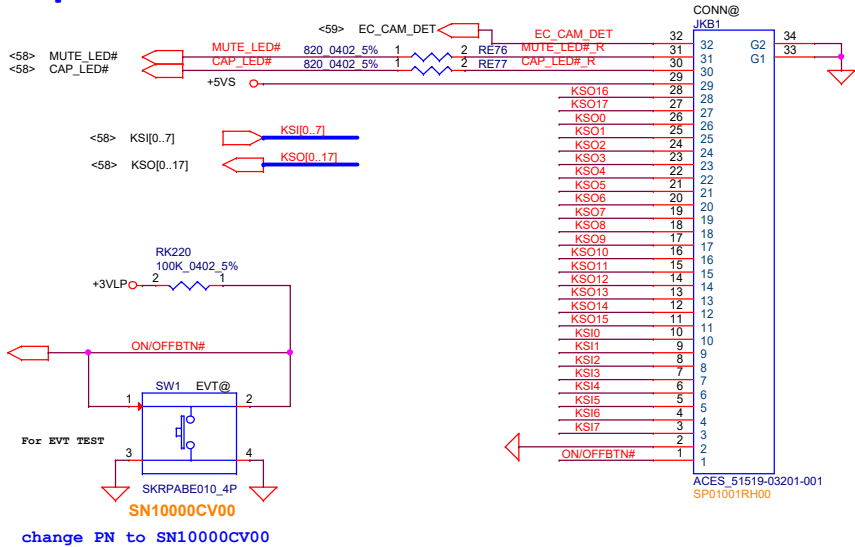 CONN@
JKB1
<59> EC_CAM_DET EC_CAM_DET 32 32 G2 34
<58> MUTE_LED# MUTE_LED# 820_0402_5% 1 2 RE76 MUTE_LED#_R 31 31 G1 33
<58> CAP_LED# CAP_LED# 820_0402_5% 1 2 RE77 CAP_LED#_R 30 30
+5VS 29 29
KSO16 28 28
KSO17 27 27
KSO0 26 26
<58> KSI[0..7] KSI[0..7] KSO1 25 25
KSO2 24 24
<58> KSO[0..17] KSO[0..17] KSO3 23 23
KSO4 22 22
KSO5 21 21
KSO6 20 20
KSO7 19 19
KSO8 18 18
KSO9 17 17
KSO10 16 16
KSO11 15 15
KSO12 14 14
KSO13 13 13
KSO14 12 12
KSO15 11 11
KSI0 10 10
KSI1 9 9
KSI2 8 8
KSI3 7 7
KSI4 6 6
KSI5 5 5
KSI6 4 4
KSI7 3 3
2 2
ON/OFFBTN# 1 1
ACES_51519-03201-001
SP01001RH00
RK220
100K_0402_5%
+3VLP 2 1
ON/OFFBTN#
SW1 EVT@
1 2
For EVT TEST
3 4
SKRPABE010_4P
SN10000CV00
change PN to SN10000CV00